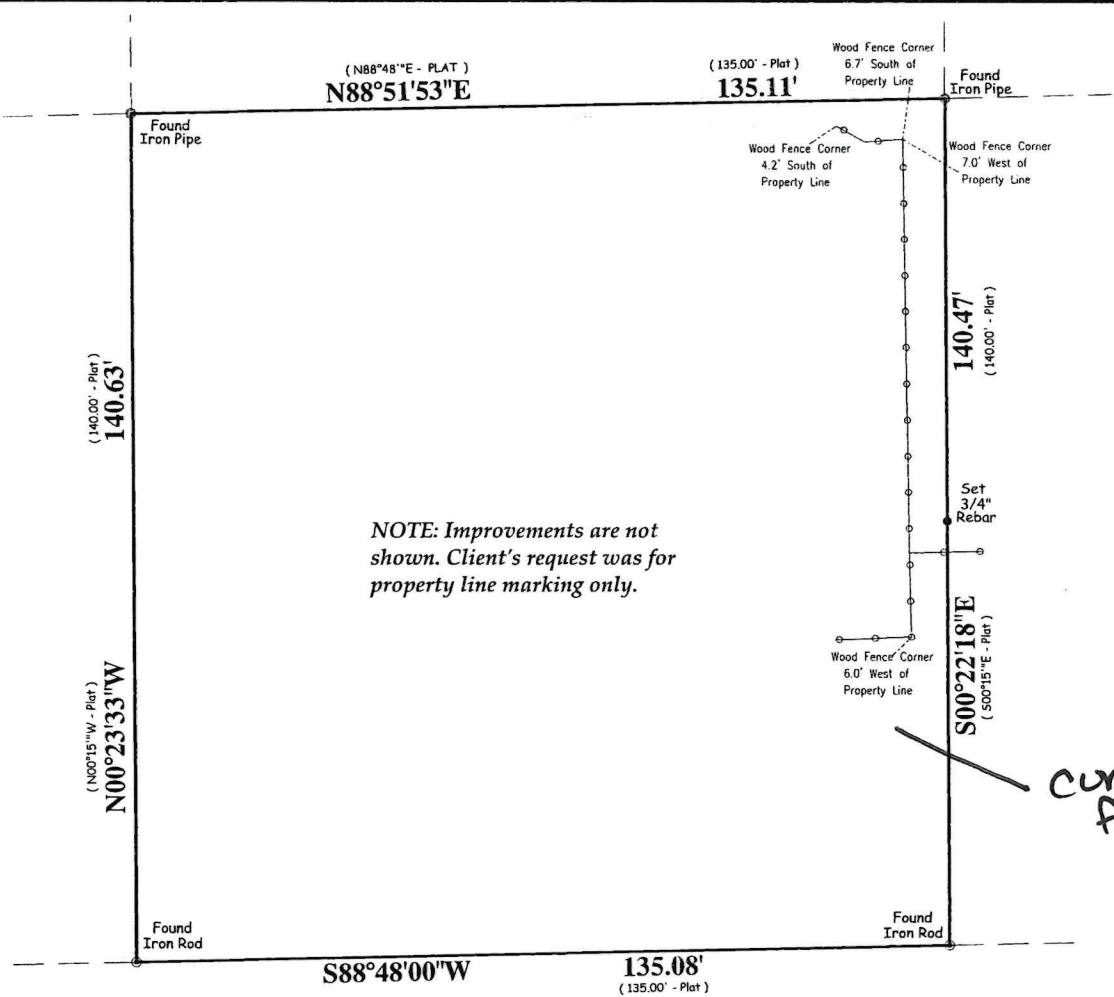 (N88°48'"E - PLAT)
N88°51'53"E
(135.00' - Plat)
135.11'
Wood Fence Corner
6.7' South of
Property Line
Found
Iron Pipe
Found
Iron Pipe
Wood Fence Corner
4.2' South of
Property Line
Wood Fence Corner
7.0' West of
Property Line
(140.00' - Plat)
140.63'
140.47'
(140.00' - Plat)
Set
3/4"
Rebar
NOTE: Improvements are not
shown. Client's request was for
property line marking only.
Wood Fence Corner
6.0' West of
Property Line
S00°22'18"E
(S00°15'"E - Plat)
(N00°15'"W - Plat)
N00°23'33"W
Found
Iron Rod
Found
Iron Rod
S88°48'00"W
135.08'
(135.00' - Plat)